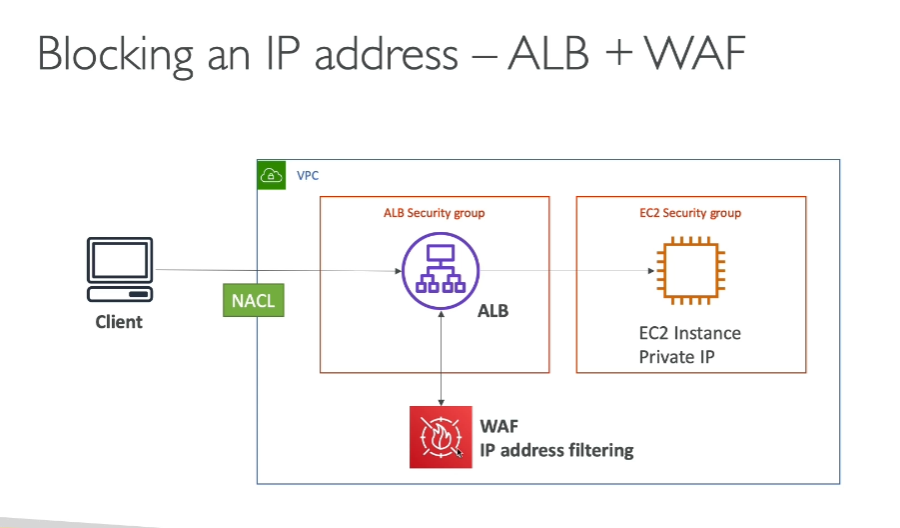 Blocking an IP address – ALB + WAF
VPC
ALB Security group
EC2 Security group
NACL
Client
ALB
EC2 Instance
Private IP
WAF
IP address filtering